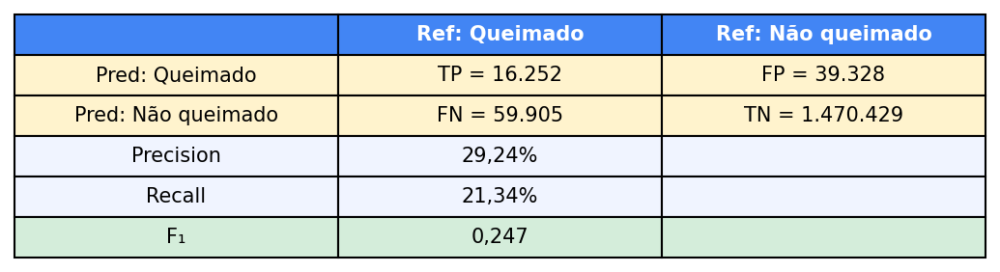 Ref: Queimado Ref: Não queimado
Pred: Queimado TP = 16.252 FP = 39.328
Pred: Não queimado FN = 59.905 TN = 1.470.429
Precision 29,24%
Recall 21,34%
F₁ 0,247